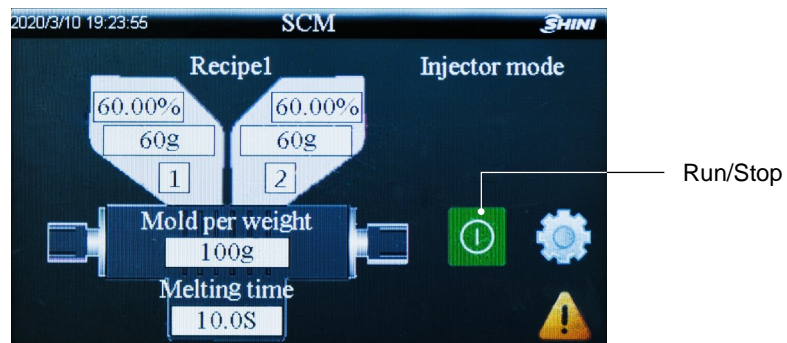 2020/3/10 19:23:55 SCM SHINI
Recipe1 Injector mode
60.00% 60.00%
60g 60g
1 2
Run/Stop
Mold per weight
100g
Melting time
10.0S